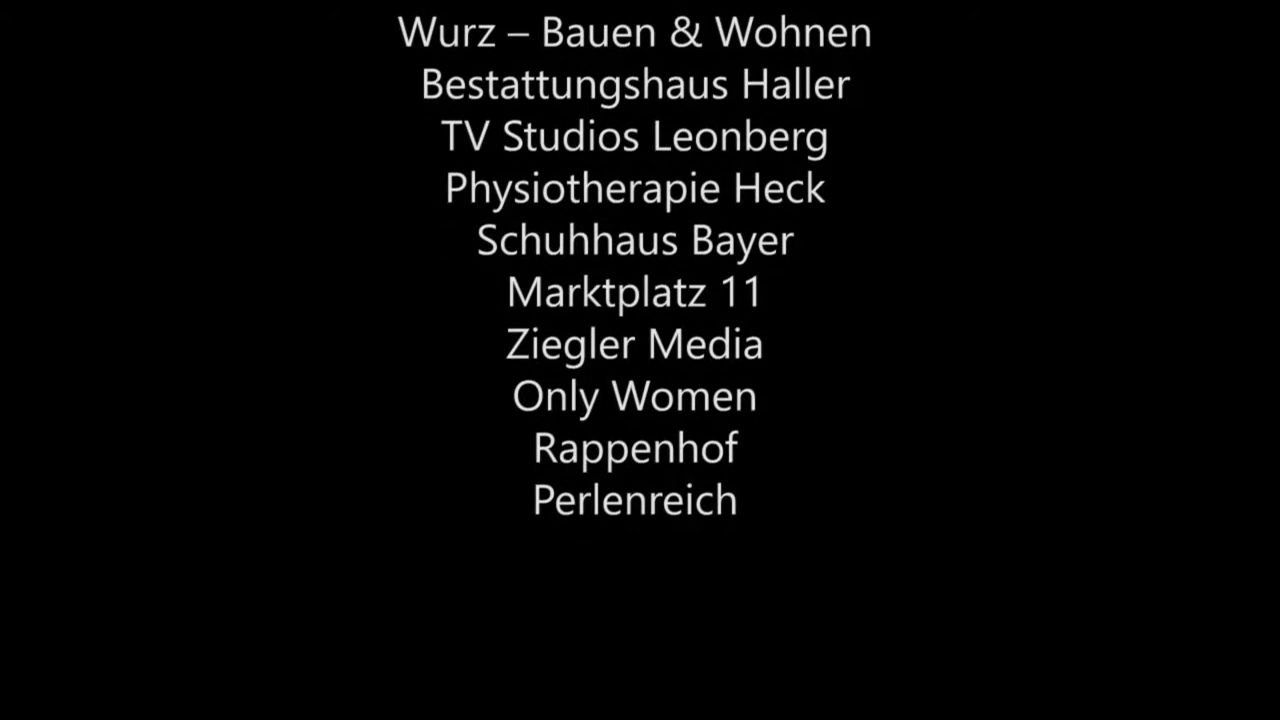 Wurz – Bauen & Wohnen
Bestattungshaus Haller
TV Studios Leonberg
Physiotherapie Heck
Schuhhaus Bayer
Marktplatz 11
Ziegler Media
Only Women
Rappenhof
Perlenreich